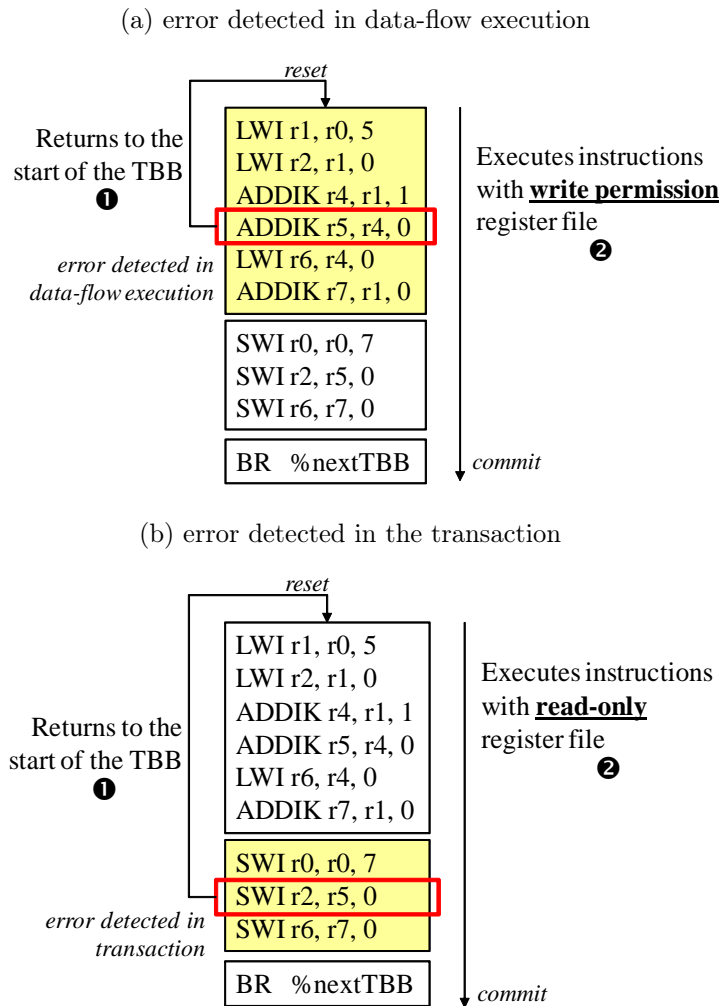 (a) error detected in data-flow execution
reset
Returns to the
start of the TBB
❶
LWI r1, r0, 5
LWI r2, r1, 0
ADDIK r4, r1, 1
ADDIK r5, r4, 0
LWI r6, r4, 0
ADDIK r7, r1, 0
error detected in
data-flow execution
SWI r0, r0, 7
SWI r2, r5, 0
SWI r6, r7, 0
BR %nextTBB
Executes instructions
with write permission
register file
❷
commit
(b) error detected in the transaction
reset
Returns to the
start of the TBB
❶
LWI r1, r0, 5
LWI r2, r1, 0
ADDIK r4, r1, 1
ADDIK r5, r4, 0
LWI r6, r4, 0
ADDIK r7, r1, 0
SWI r0, r0, 7
SWI r2, r5, 0
SWI r6, r7, 0
error detected in
transaction
BR %nextTBB
Executes instructions
with read-only
register file
❷
commit